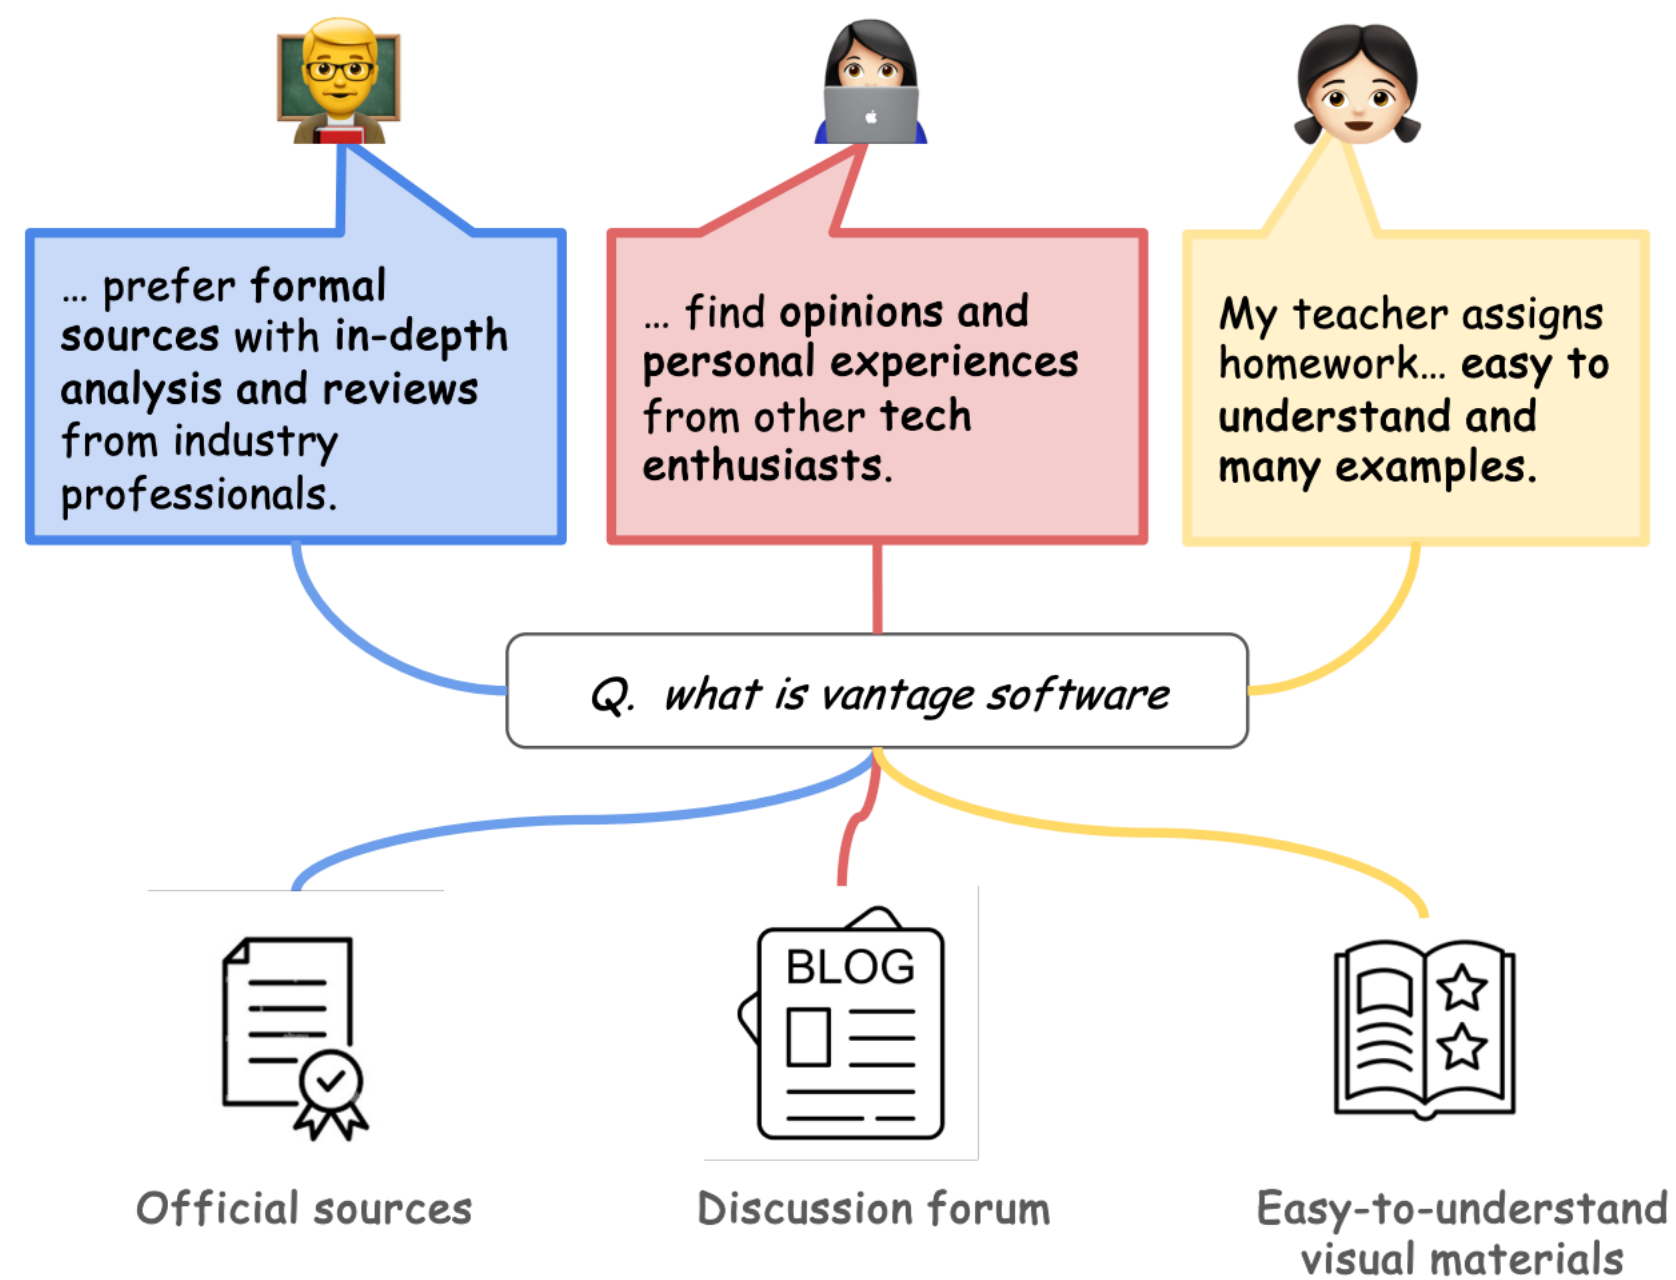 … prefer formal
sources with in-depth
analysis and reviews
from industry
professionals.
… find opinions and
personal experiences
from other tech
enthusiasts.
My teacher assigns
homework… easy to
understand and
many examples.
Q. what is vantage software
BLOG
Official sources
Discussion forum
Easy-to-understand
visual materials